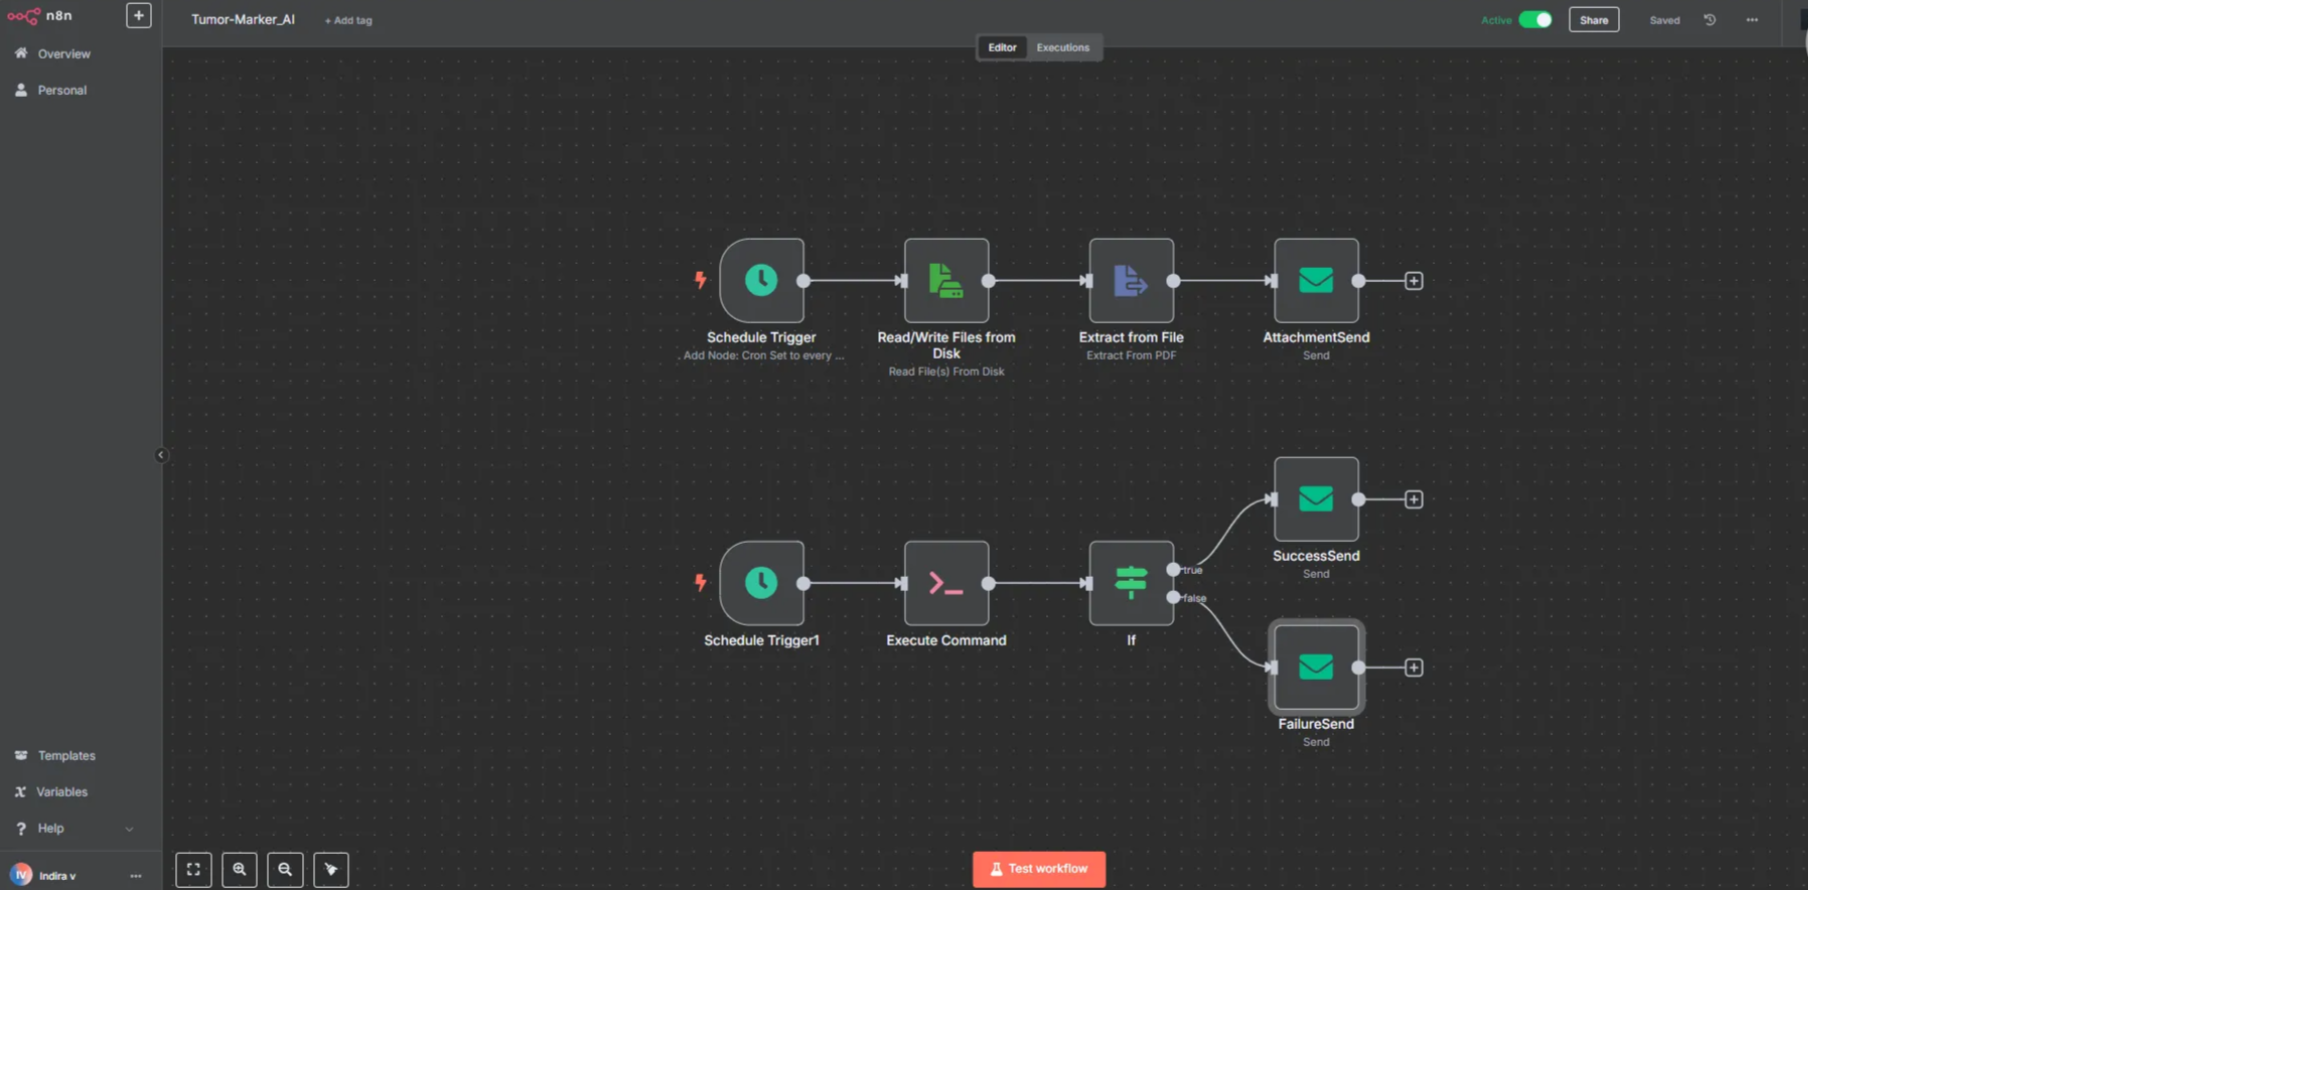 n8n
+
Tumor-Marker_AI
+ Add tag
Active
Share
Saved
Editor
Executions
Overview
Personal
Schedule Trigger
. Add Node: Cron Set to every ...
Read/Write Files from
Disk
Read File(s) From Disk
Extract from File
Extract From PDF
AttachmentSend
Send
SuccessSend
Send
true
false
Schedule Trigger1
Execute Command
If
FailureSend
Send
Templates
Variables
Help
IV
Indira v
Test workflow